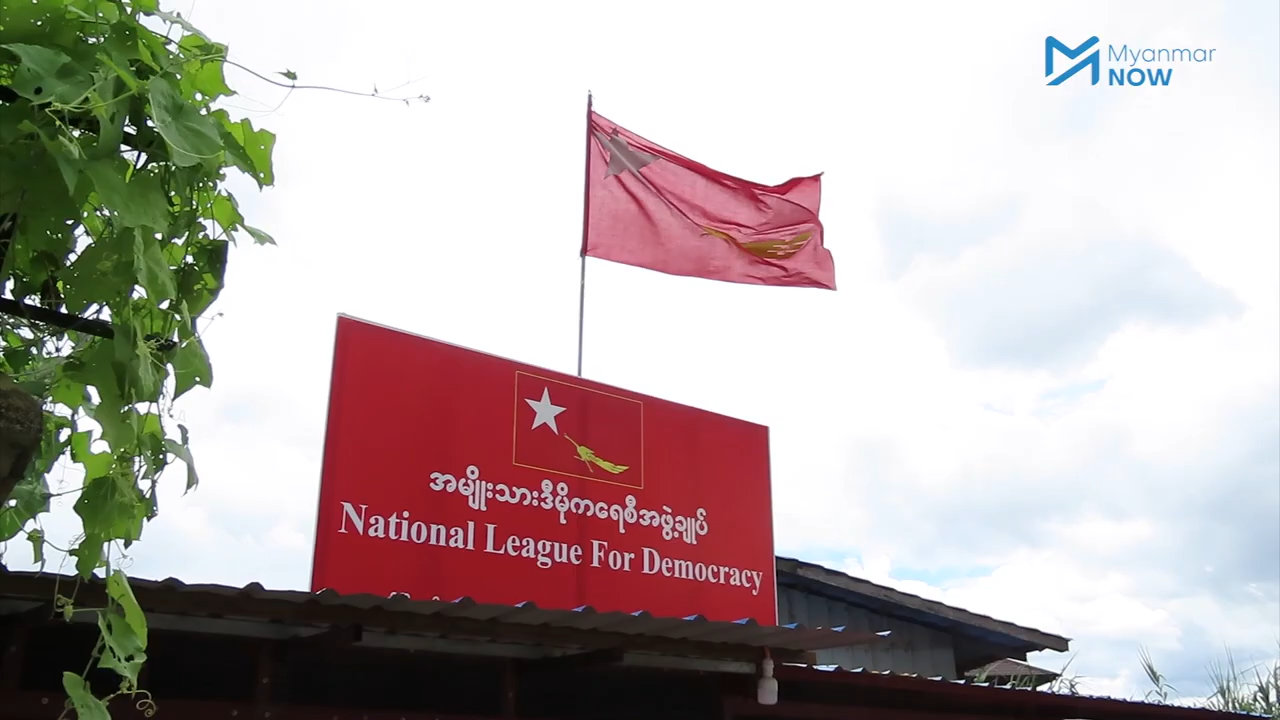 Myanmar
NOW
အမျိုးသားဒီမိုကရေစီအဖွဲ့ချုပ်
National League For Democracy